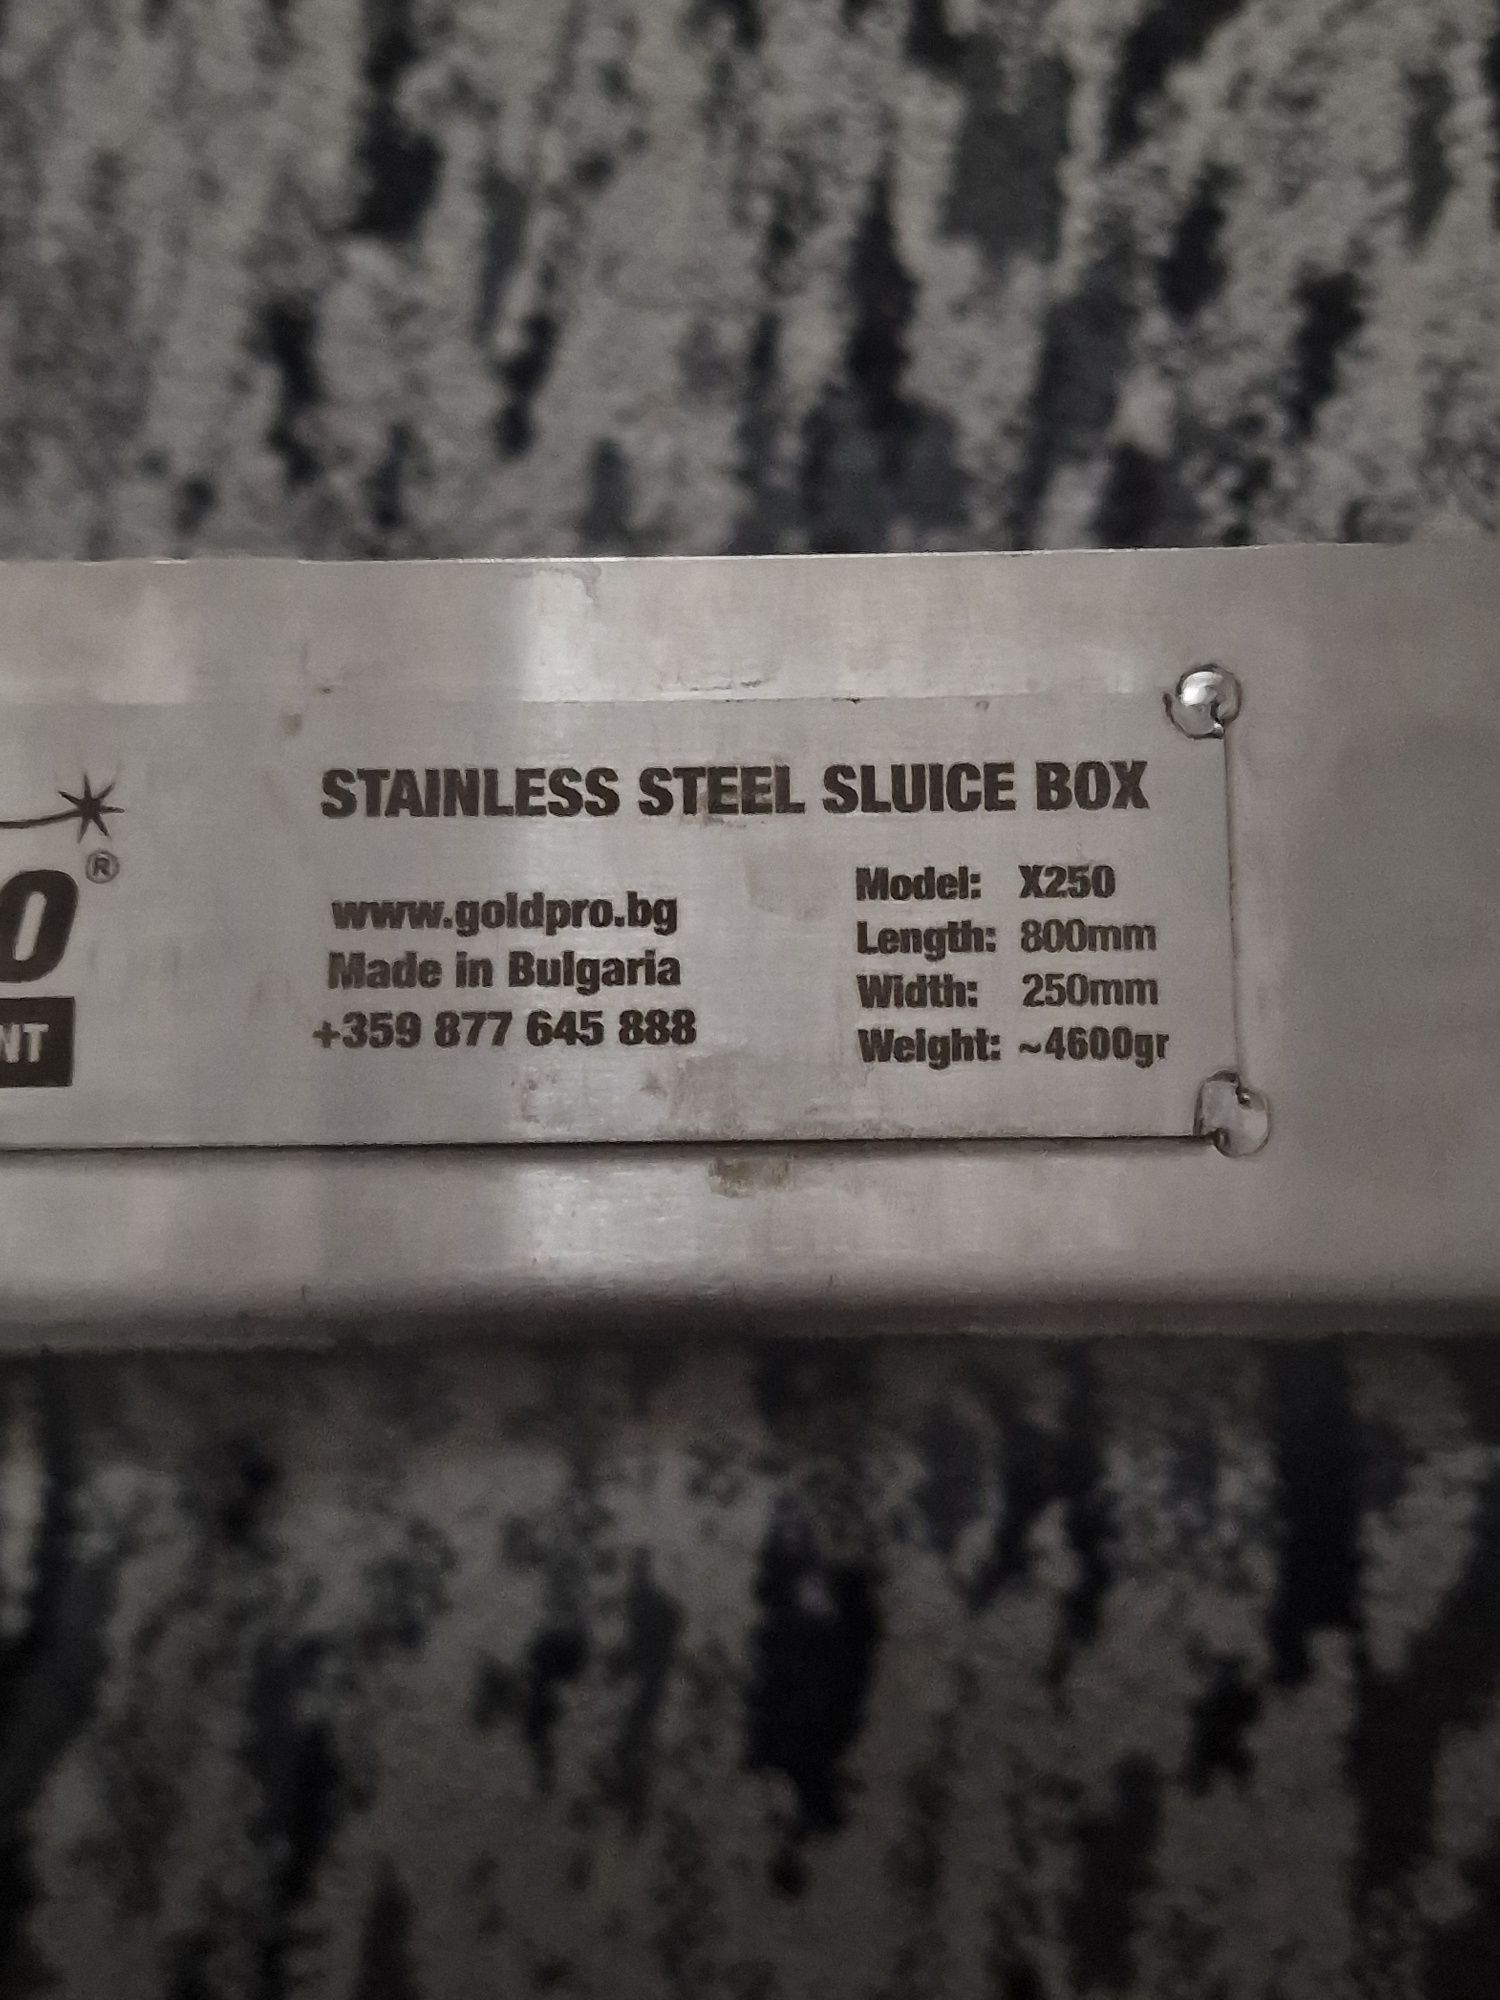 STAINLESS STEEL SLUICE BOX
www.goldpro.bg
Made in Bulgaria
+359 877 645 888
Model: X250
Length: 800mm
Width: 250mm
Weight: ~4600gr
O®
NT